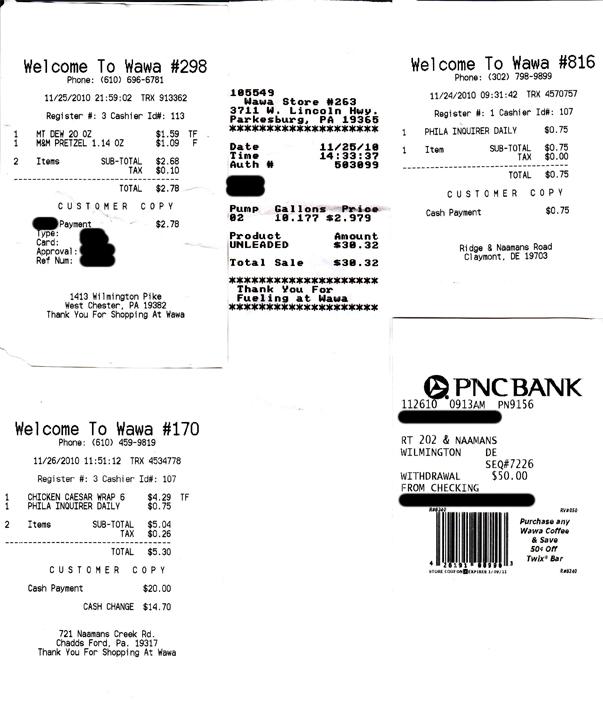 Welcome To Wawa #298
Phone: (610) 696-6781
11/25/2010 21:59:02 TRX 913362
Register #: 3 Cashier Id#: 113
1 MT DEW 20 OZ $1.59 TF
1 M&M PRETZEL 1.14 OZ $1.09 F
2 Items SUB-TOTAL $2.68
TAX $0.10
TOTAL $2.78
CUSTOMER COPY
Payment $2.78
Type:
Card:
Approval:
Ref Num:
1413 Wilmington Pike
West Chester, PA 19382
Thank You For Shopping At Wawa
105549
Wawa Store #263
3711 W. Lincoln Hwy.
Parkesburg, PA 19365
********************
Date 11/25/10
Time 14:33:37
Auth # 503099
Pump Gallons Price
02 10.177 $2.979
Product Amount
UNLEADED $30.32
Total Sale $30.32
********************
Thank You For
Fueling at Wawa
********************
Welcome To Wawa #816
Phone: (302) 798-9899
11/24/2010 09:31:42 TRX 4570757
Register #: 1 Cashier Id#: 107
1 PHILA INQUIRER DAILY $0.75
1 Item SUB-TOTAL $0.75
TAX $0.00
TOTAL $0.75
CUSTOMER COPY
Cash Payment $0.75
Ridge & Naamans Road
Claymont, DE 19703
Welcome To Wawa #170
Phone: (610) 459-9819
11/26/2010 11:51:12 TRX 4534778
Register #: 3 Cashier Id#: 107
1 CHICKEN CAESAR WRAP 6 $4.29 TF
1 PHILA INQUIRER DAILY $0.75
2 Items SUB-TOTAL $5.04
TAX $0.26
TOTAL $5.30
CUSTOMER COPY
Cash Payment $20.00
CASH CHANGE $14.70
721 Naamans Creek Rd.
Chadds Ford, Pa. 19317
Thank You For Shopping At Wawa
PNC BANK
112610 0913AM PN9156
RT 202 & NAAMANS
WILMINGTON DE
SEQ#7226
WITHDRAWAL $50.00
FROM CHECKING
Purchase any
Wawa Coffee
& Save
50¢ Off
Twix® Bar